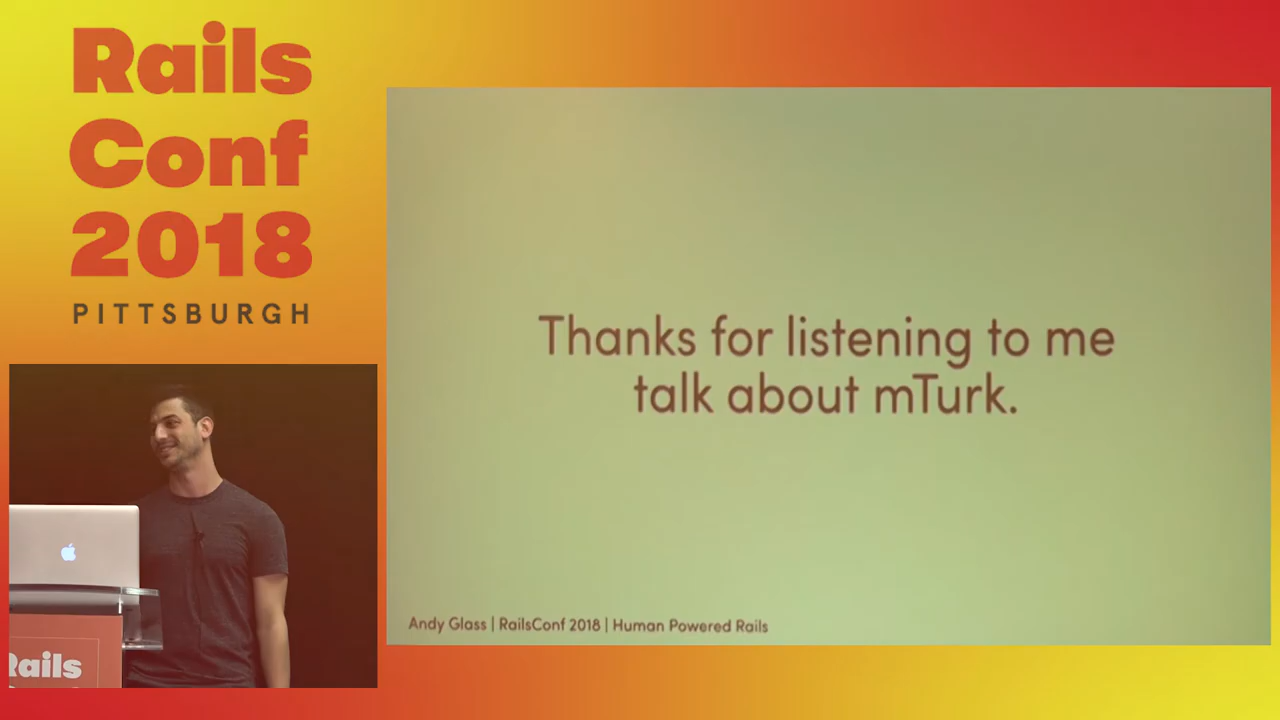 Rails
Conf
2018
PITTSBURGH
Thanks for listening to me
talk about mTurk.
Andy Glass | RailsConf 2018 | Human Powered Rails
Rails